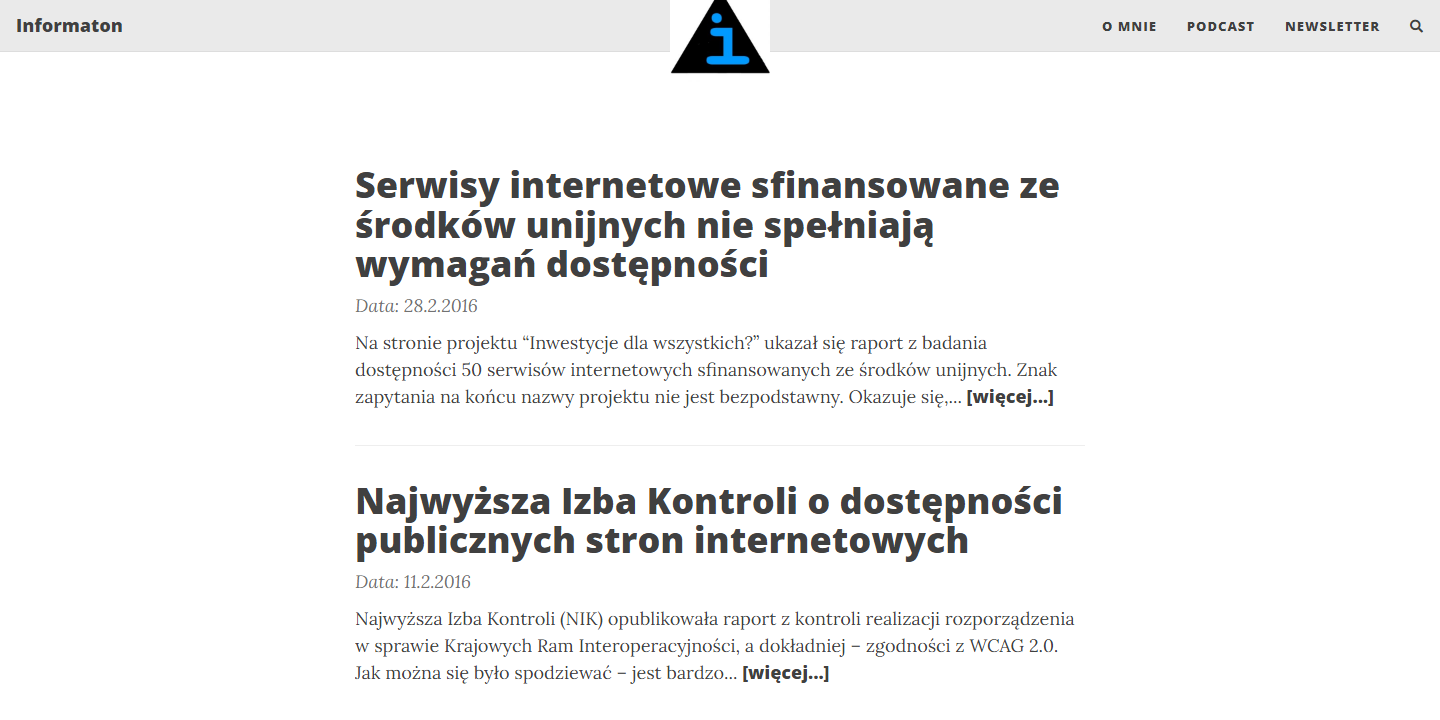 Informaton
i
O MNIE
PODCAST
NEWSLETTER
Serwisy internetowe sfinansowane ze
środków unijnych nie spełniają
wymagań dostępności
Data: 28.2.2016
Na stronie projektu “Inwestycje dla wszystkich?” ukazał się raport z badania
dostępności 50 serwisów internetowych sfinansowanych ze środków unijnych. Znak
zapytania na końcu nazwy projektu nie jest bezpodstawny. Okazuje się,... [więcej...]
Najwyższa Izba Kontroli o dostępności
publicznych stron internetowych
Data: 11.2.2016
Najwyższa Izba Kontroli (NIK) opublikowała raport z kontroli realizacji rozporządzenia
w sprawie Krajowych Ram Interoperacyjności, a dokładniej – zgodności z WCAG 2.0.
Jak można się było spodziewać – jest bardzo... [więcej...]